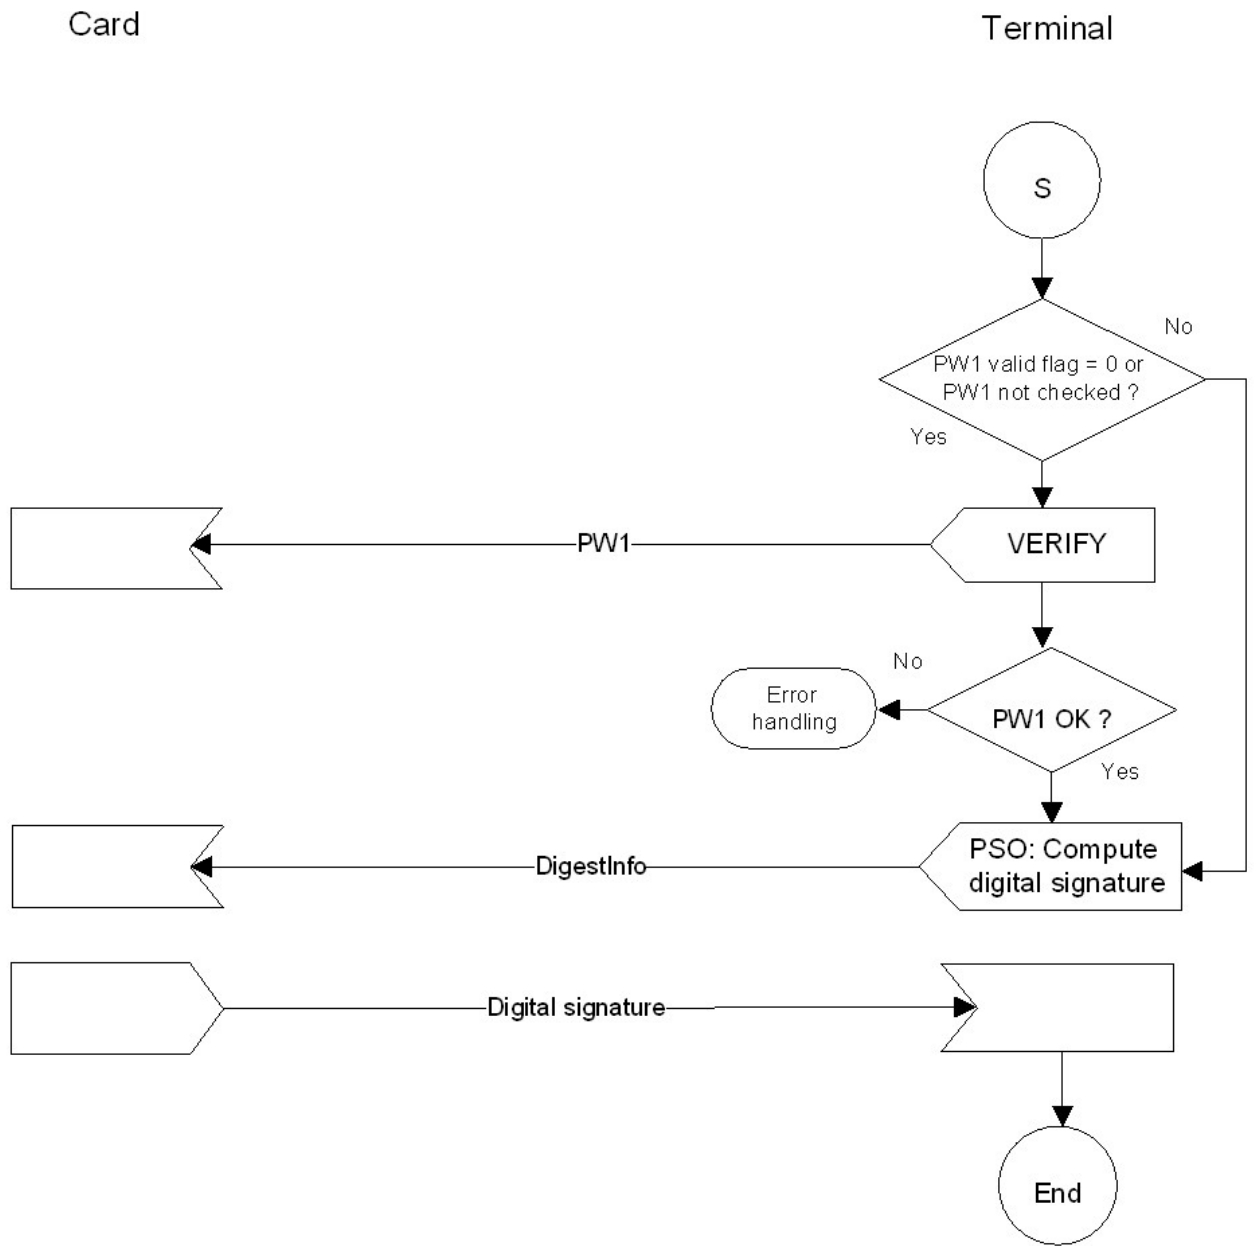 Card
Terminal
S
No
PW1 valid flag = 0 or
PW1 not checked ?
Yes
PW1
VERIFY
No
Error
handling
PW1 OK ?
Yes
DigestInfo
PSO: Compute
digital signature
Digital signature
End